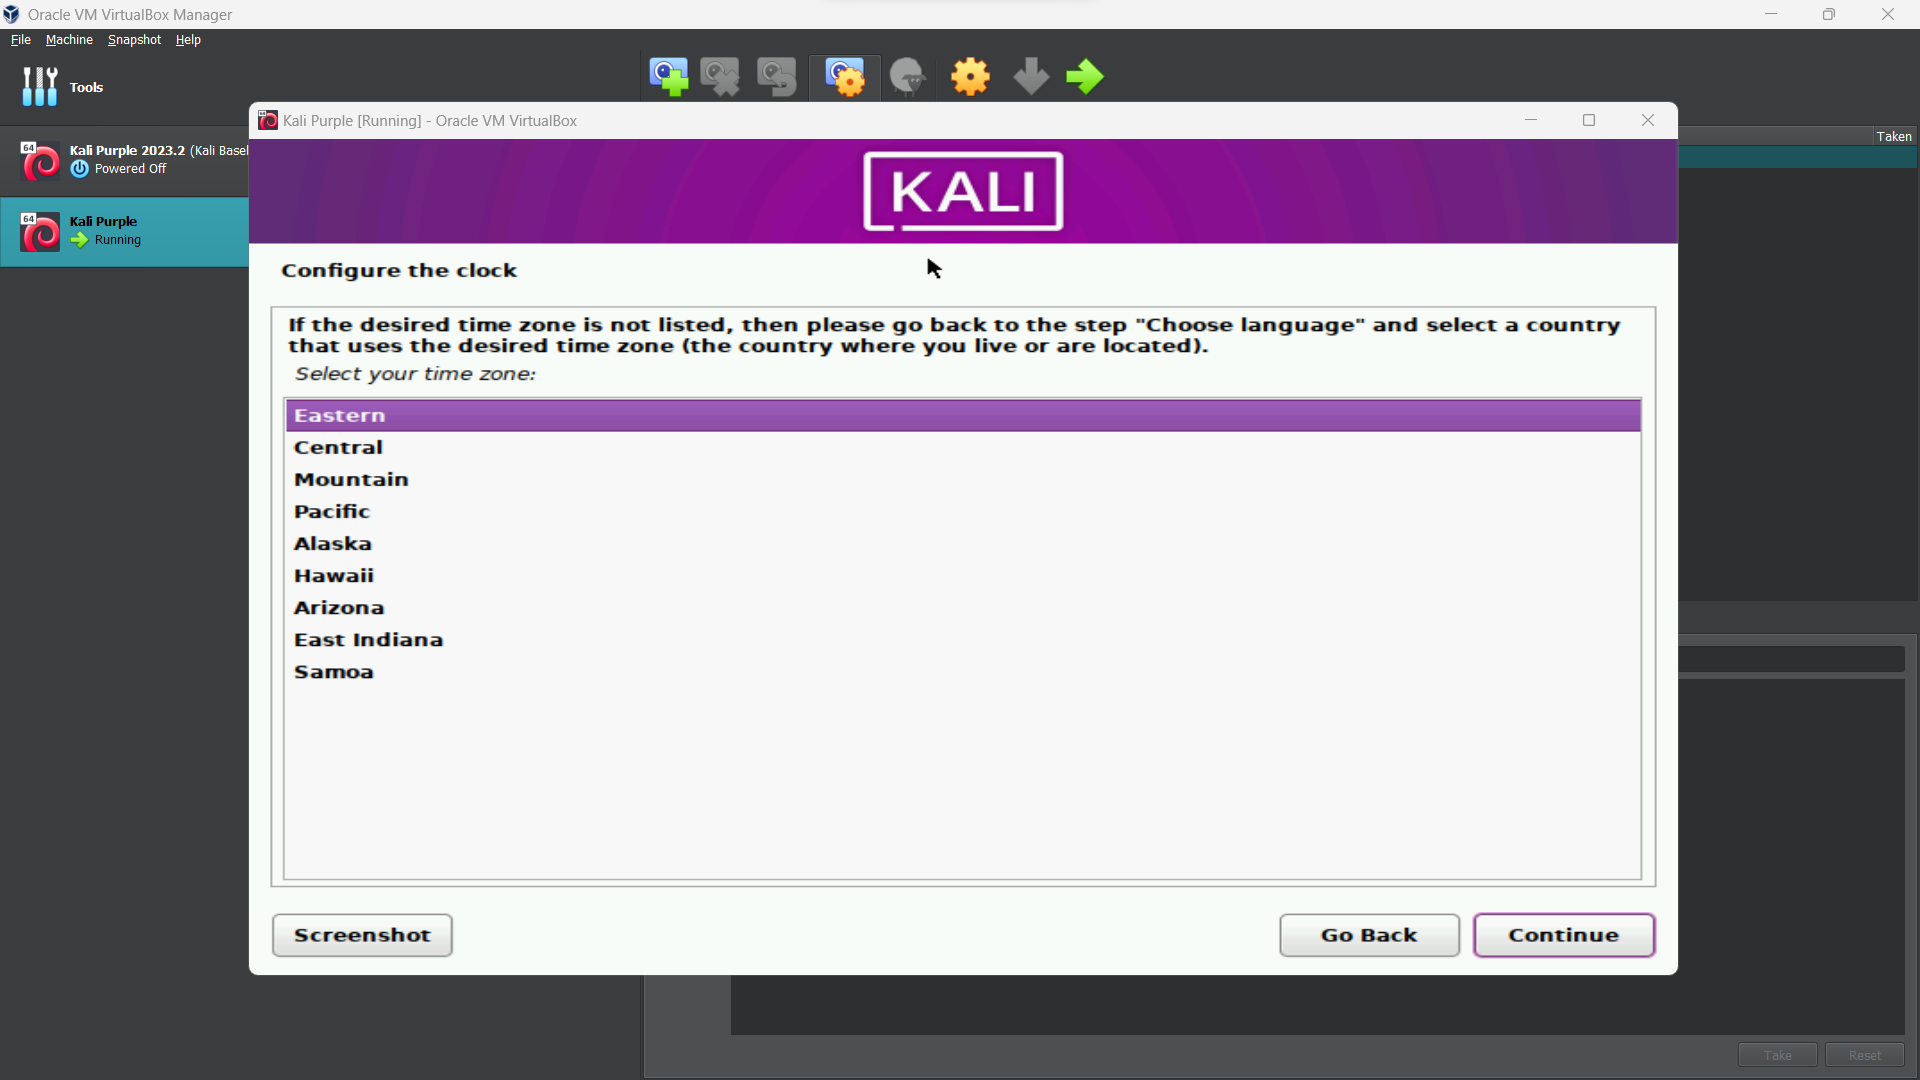 Oracle VM VirtualBox Manager
File Machine Snapshot Help
Tools
Taken
64
Kali Purple 2023.2 (Kali Basel
Powered Off
64
Kali Purple
Running
Kali Purple [Running] - Oracle VM VirtualBox
KALI
Configure the clock
If the desired time zone is not listed, then please go back to the step "Choose language" and select a country
that uses the desired time zone (the country where you live or are located).
Select your time zone:
Eastern
Central
Mountain
Pacific
Alaska
Hawaii
Arizona
East Indiana
Samoa
Screenshot
Go Back
Continue
Take
Reset